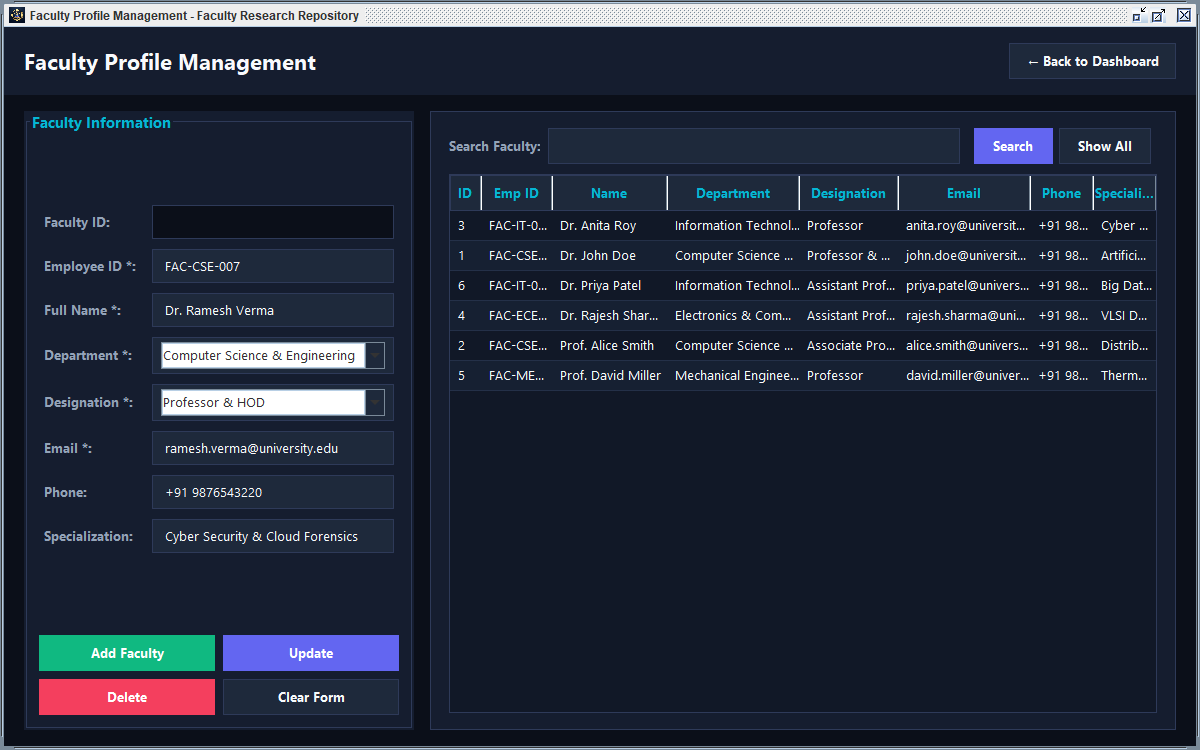 Faculty Profile Management - Faculty Research Repository
Faculty Profile Management
← Back to Dashboard
Faculty Information
Faculty ID:
Employee ID *: FAC-CSE-007
Full Name *: Dr. Ramesh Verma
Department *: Computer Science & Engineering
Designation *: Professor & HOD
Email *: ramesh.verma@university.edu
Phone: +91 9876543220
Specialization: Cyber Security & Cloud Forensics
Add Faculty Update
Delete Clear Form
Search Faculty: Search Show All
ID Emp ID Name Department Designation Email Phone Speciali...
3 FAC-IT-0... Dr. Anita Roy Information Technol... Professor anita.roy@universit... +91 98... Cyber ...
1 FAC-CSE... Dr. John Doe Computer Science ... Professor & ... john.doe@universit... +91 98... Artifici...
6 FAC-IT-0... Dr. Priya Patel Information Technol... Assistant Prof... priya.patel@univers... +91 98... Big Dat...
4 FAC-ECE... Dr. Rajesh Shar... Electronics & Com... Assistant Prof... rajesh.sharma@uni... +91 98... VLSI D...
2 FAC-CSE... Prof. Alice Smith Computer Science ... Associate Pro... alice.smith@univers... +91 98... Distrib...
5 FAC-ME... Prof. David Miller Mechanical Enginee... Professor david.miller@univer... +91 98... Therm...